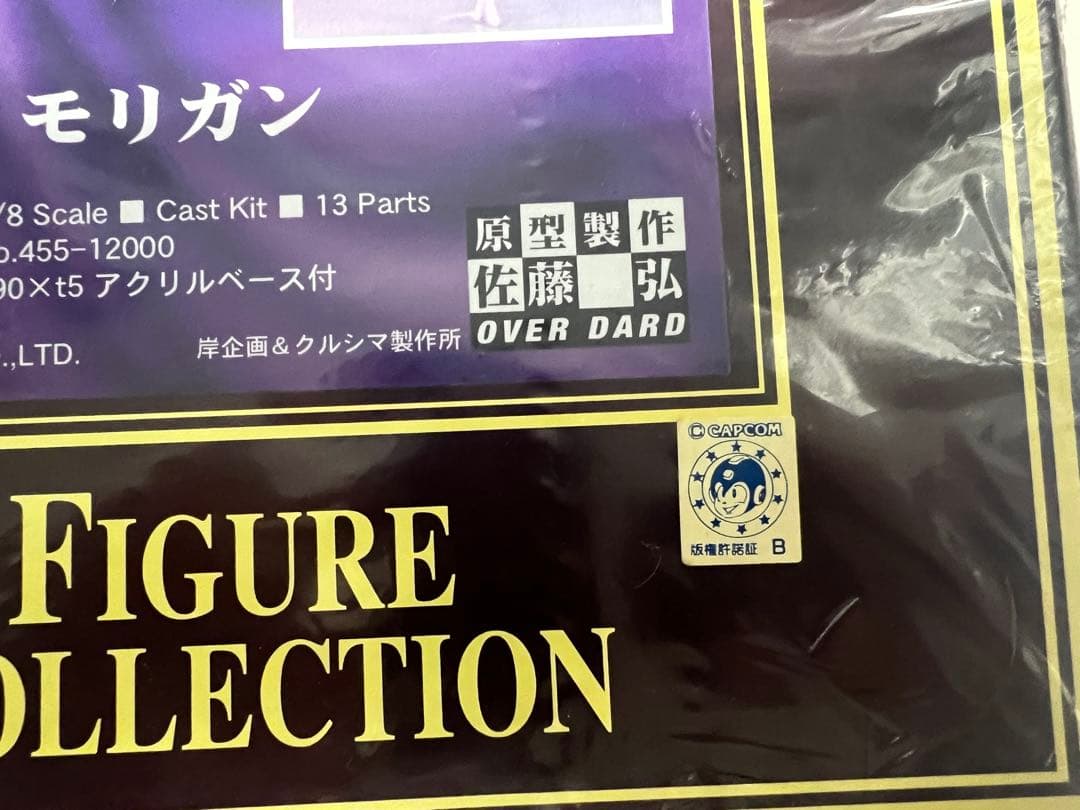 モリガン
/8 Scale ■ Cast Kit ■ 13 Parts
o.455-12000
90×t5 アクリルベース付
.,LTD.
岸企画&クルシマ製作所
原型製作
佐藤 弘
OVER DARD
© CAPCOM
版権許諾証 B
FIGURE
OLLECTION